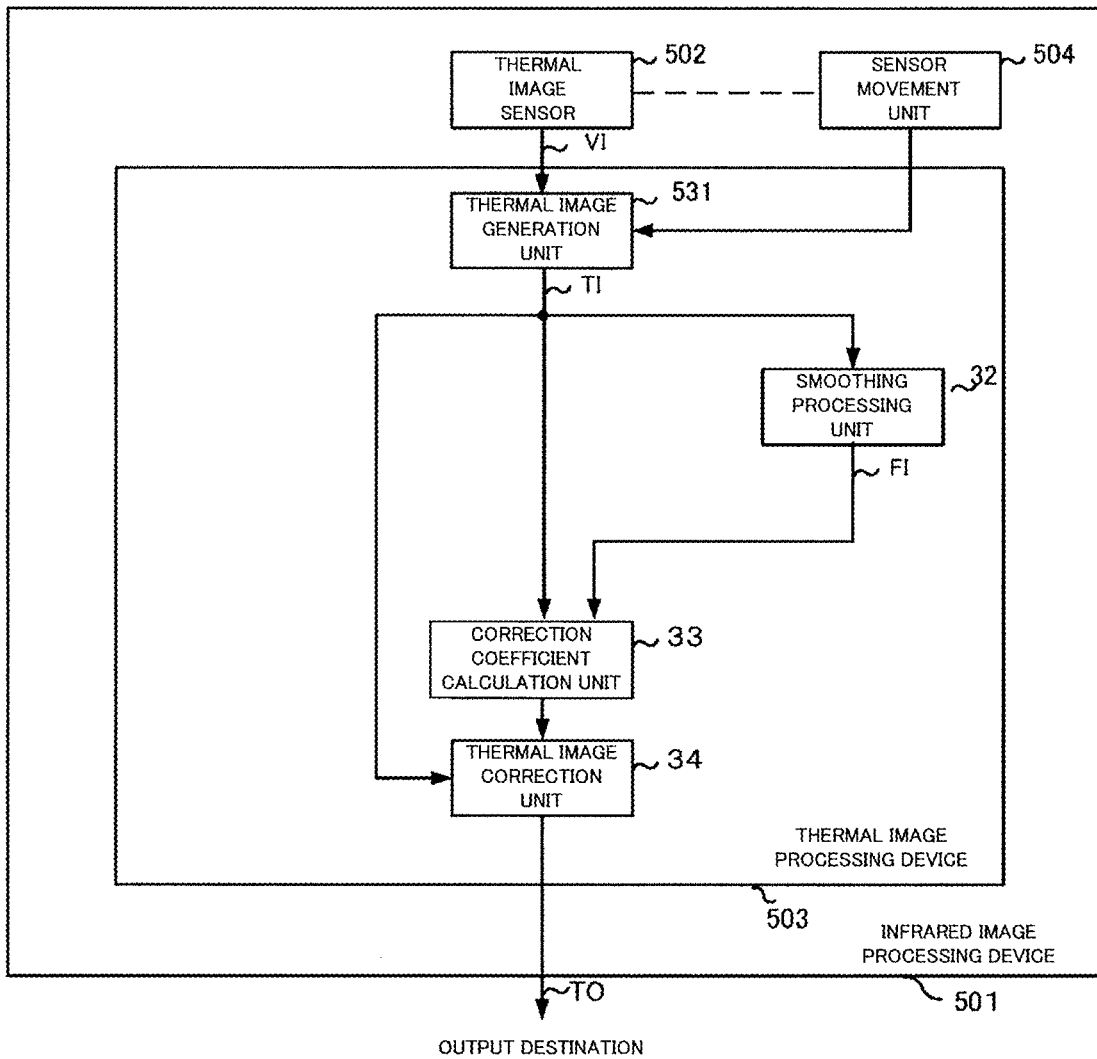 THERMAL
IMAGE
SENSOR
502
SENSOR
MOVEMENT
UNIT
504
VI
THERMAL IMAGE
GENERATION
UNIT
531
TI
SMOOTHING
PROCESSING
UNIT
32
FI
CORRECTION
COEFFICIENT
CALCULATION UNIT
33
THERMAL IMAGE
CORRECTION
UNIT
34
THERMAL IMAGE
PROCESSING DEVICE
503
INFRARED IMAGE
PROCESSING DEVICE
501
TO
OUTPUT DESTINATION